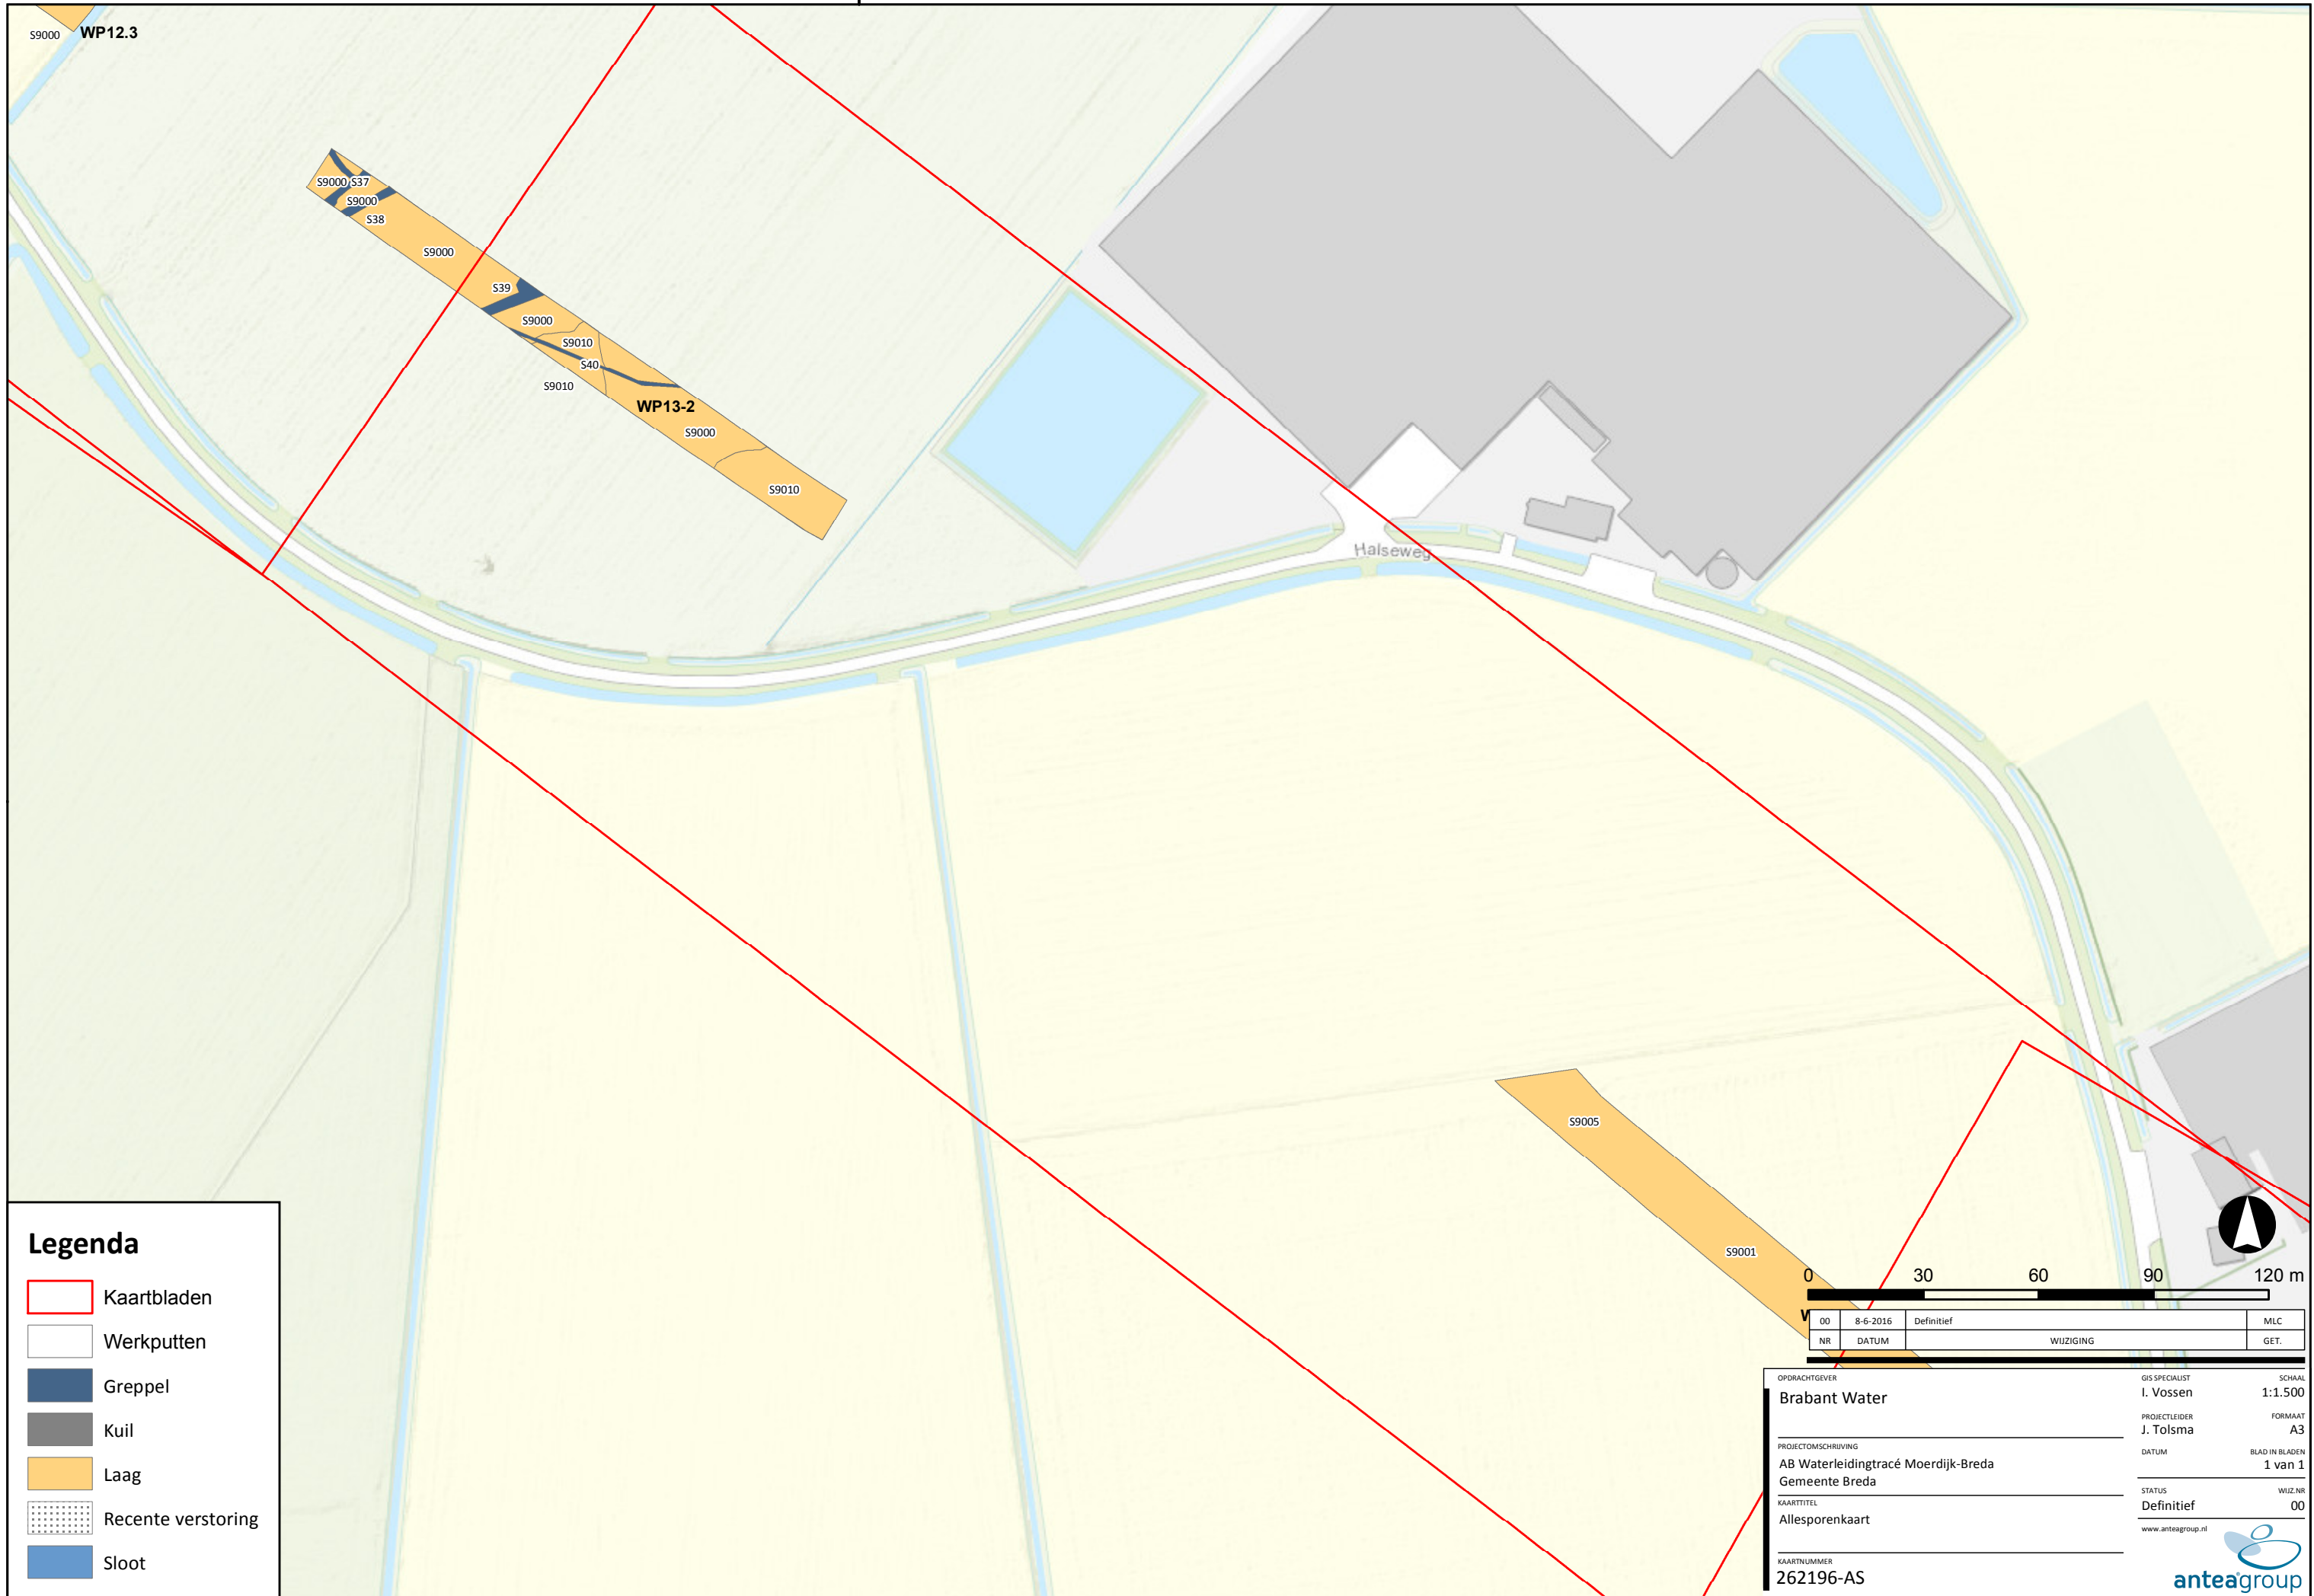 S9000 WP12.3
S9000 S37
S9000
S38
S9000
S39
S9000
S9010
S40
S9010
WP13-2
S9000
S9010
Halseweg
S9005
S9001
Legenda
Kaartbladen
Werkputten
Greppel
Kuil
Laag
Recente verstoring
Sloot
0 30 60 90 120 m
00 8-6-2016 Definitief MLC
NR DATUM WIJZIGING GET.
OPDRACHTGEVER
Brabant Water
PROJECTOMSCHRIJVING
AB Waterleidingtracé Moerdijk-Breda
Gemeente Breda
KAARTTITEL
Allesporenkaart
KAARTNUMMER
262196-AS
GIS SPECIALIST SCHAAL
I. Vossen 1:1.500
PROJECTLEIDER FORMAAT
J. Tolsma A3
DATUM BLAD IN BLADEN
1 van 1
STATUS WIJZ.NR
Definitief 00
www.anteagroup.nl
anteagroup